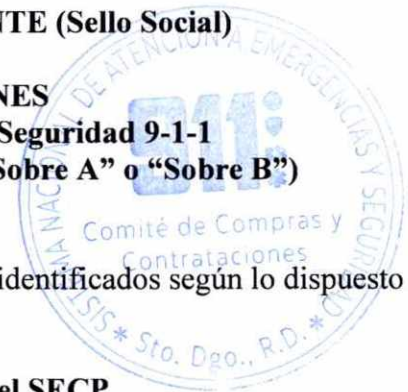 NTE (Sello Social)
NES
Seguridad 9-1-1
Sobre A” o “Sobre B”)
identificados según lo dispuesto
el SECP
SISTEMA NACIONAL DE ATENCIÓN A EMERGENCIAS Y SEGURIDAD
911
Comité de Compras y
Contrataciones
* Sto. Dgo., R.D. *